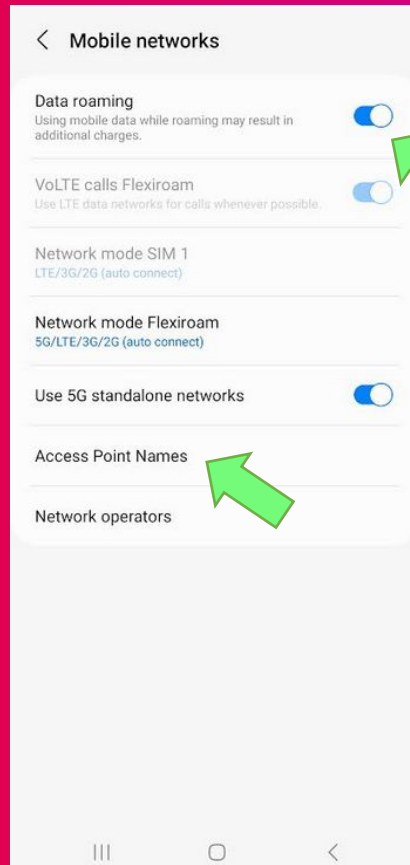 Mobile networks
Data roaming
Using mobile data while roaming may result in
additional charges.
VoLTE calls Flexiroam
Use LTE data networks for calls whenever possible.
Network mode SIM 1
LTE/3G/2G (auto connect)
Network mode Flexiroam
5G/LTE/3G/2G (auto connect)
Use 5G standalone networks
Access Point Names
Network operators